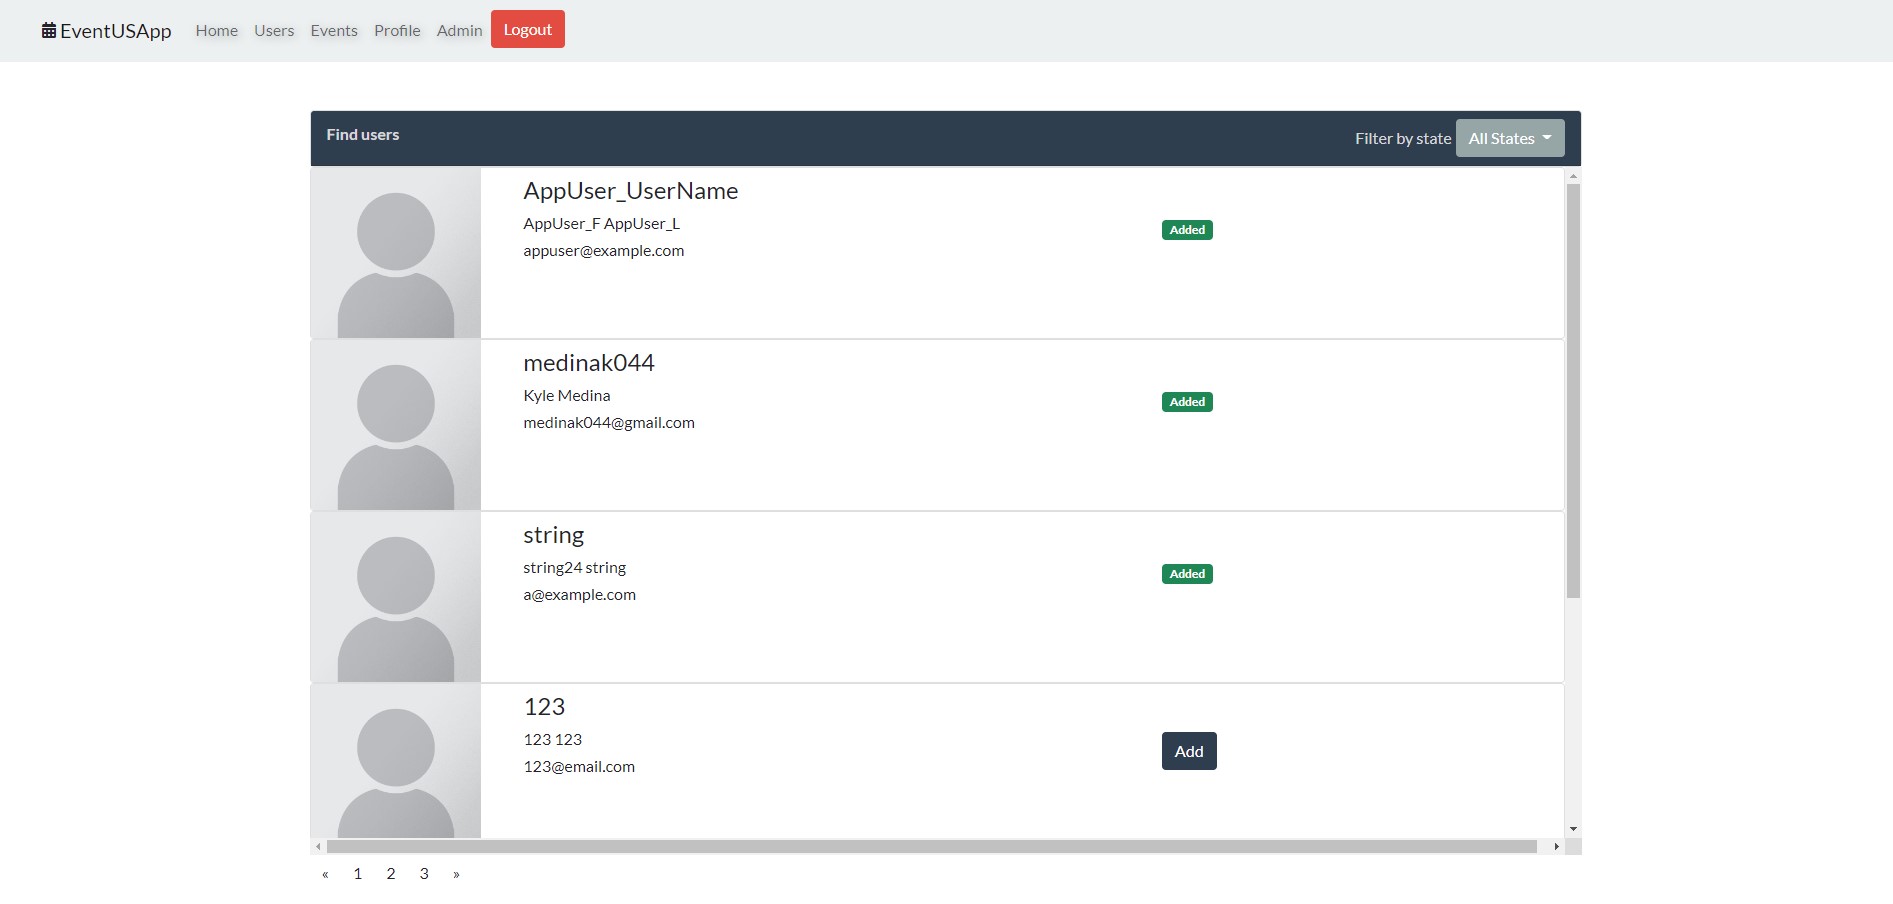 EventUSApp Home Users Events Profile Admin Logout
Find users Filter by state All States
AppUser_UserName
AppUser_F AppUser_L
appuser@example.com
Added
medinak044
Kyle Medina
medinak044@gmail.com
Added
string
string24 string
a@example.com
Added
123
123 123
123@email.com
Add
« 1 2 3 »